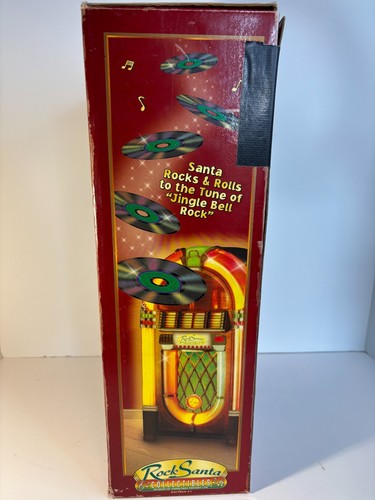 Santa
Rocks & Rolls
to the Tune of
"Jingle Bell
Rock"
Rock Santa
COLLECTIBLES